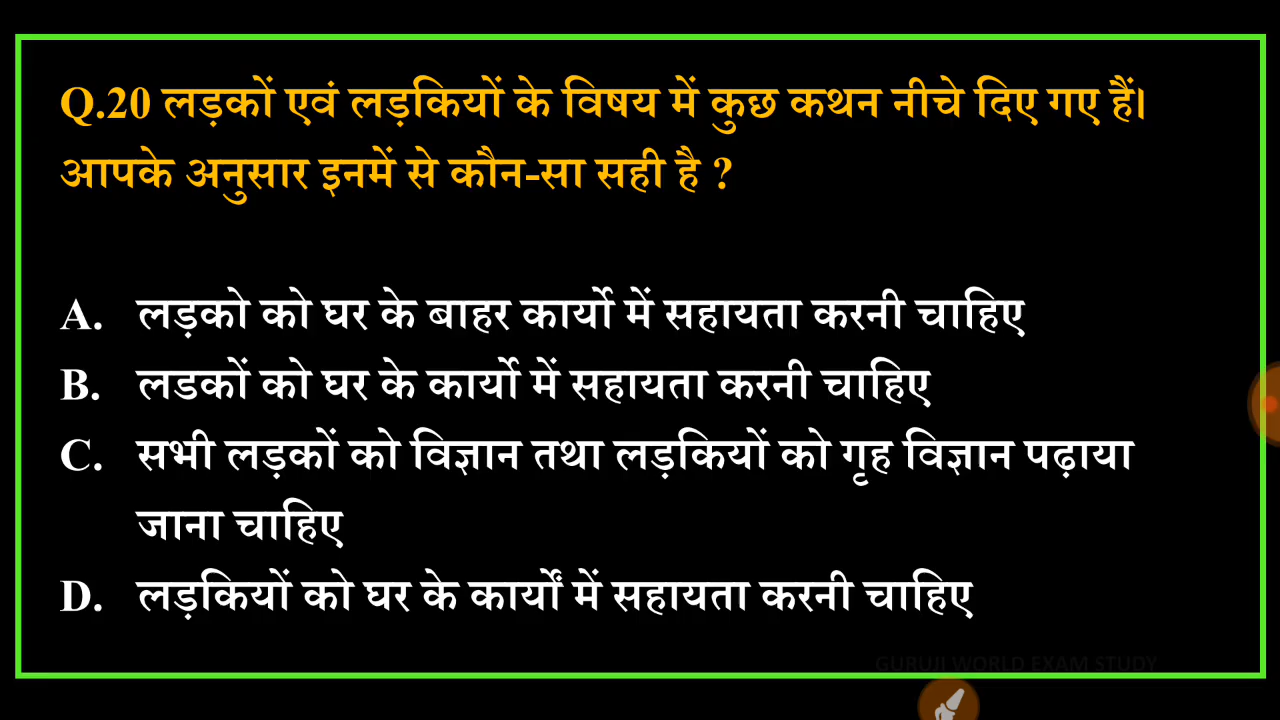 Q.20 लड़कों एवं लड़कियों के विषय में कुछ कथन नीचे दिए गए हैं।
आपके अनुसार इनमें से कौन-सा सही है ?
A. लड़को को घर के बाहर कार्यो में सहायता करनी चाहिए
B. लडकों को घर के कार्यो में सहायता करनी चाहिए
C. सभी लड़कों को विज्ञान तथा लड़कियों को गृह विज्ञान पढ़ाया
जाना चाहिए
D. लड़कियों को घर के कार्यों में सहायता करनी चाहिए
GURUJI WORLD EXAM STUDY